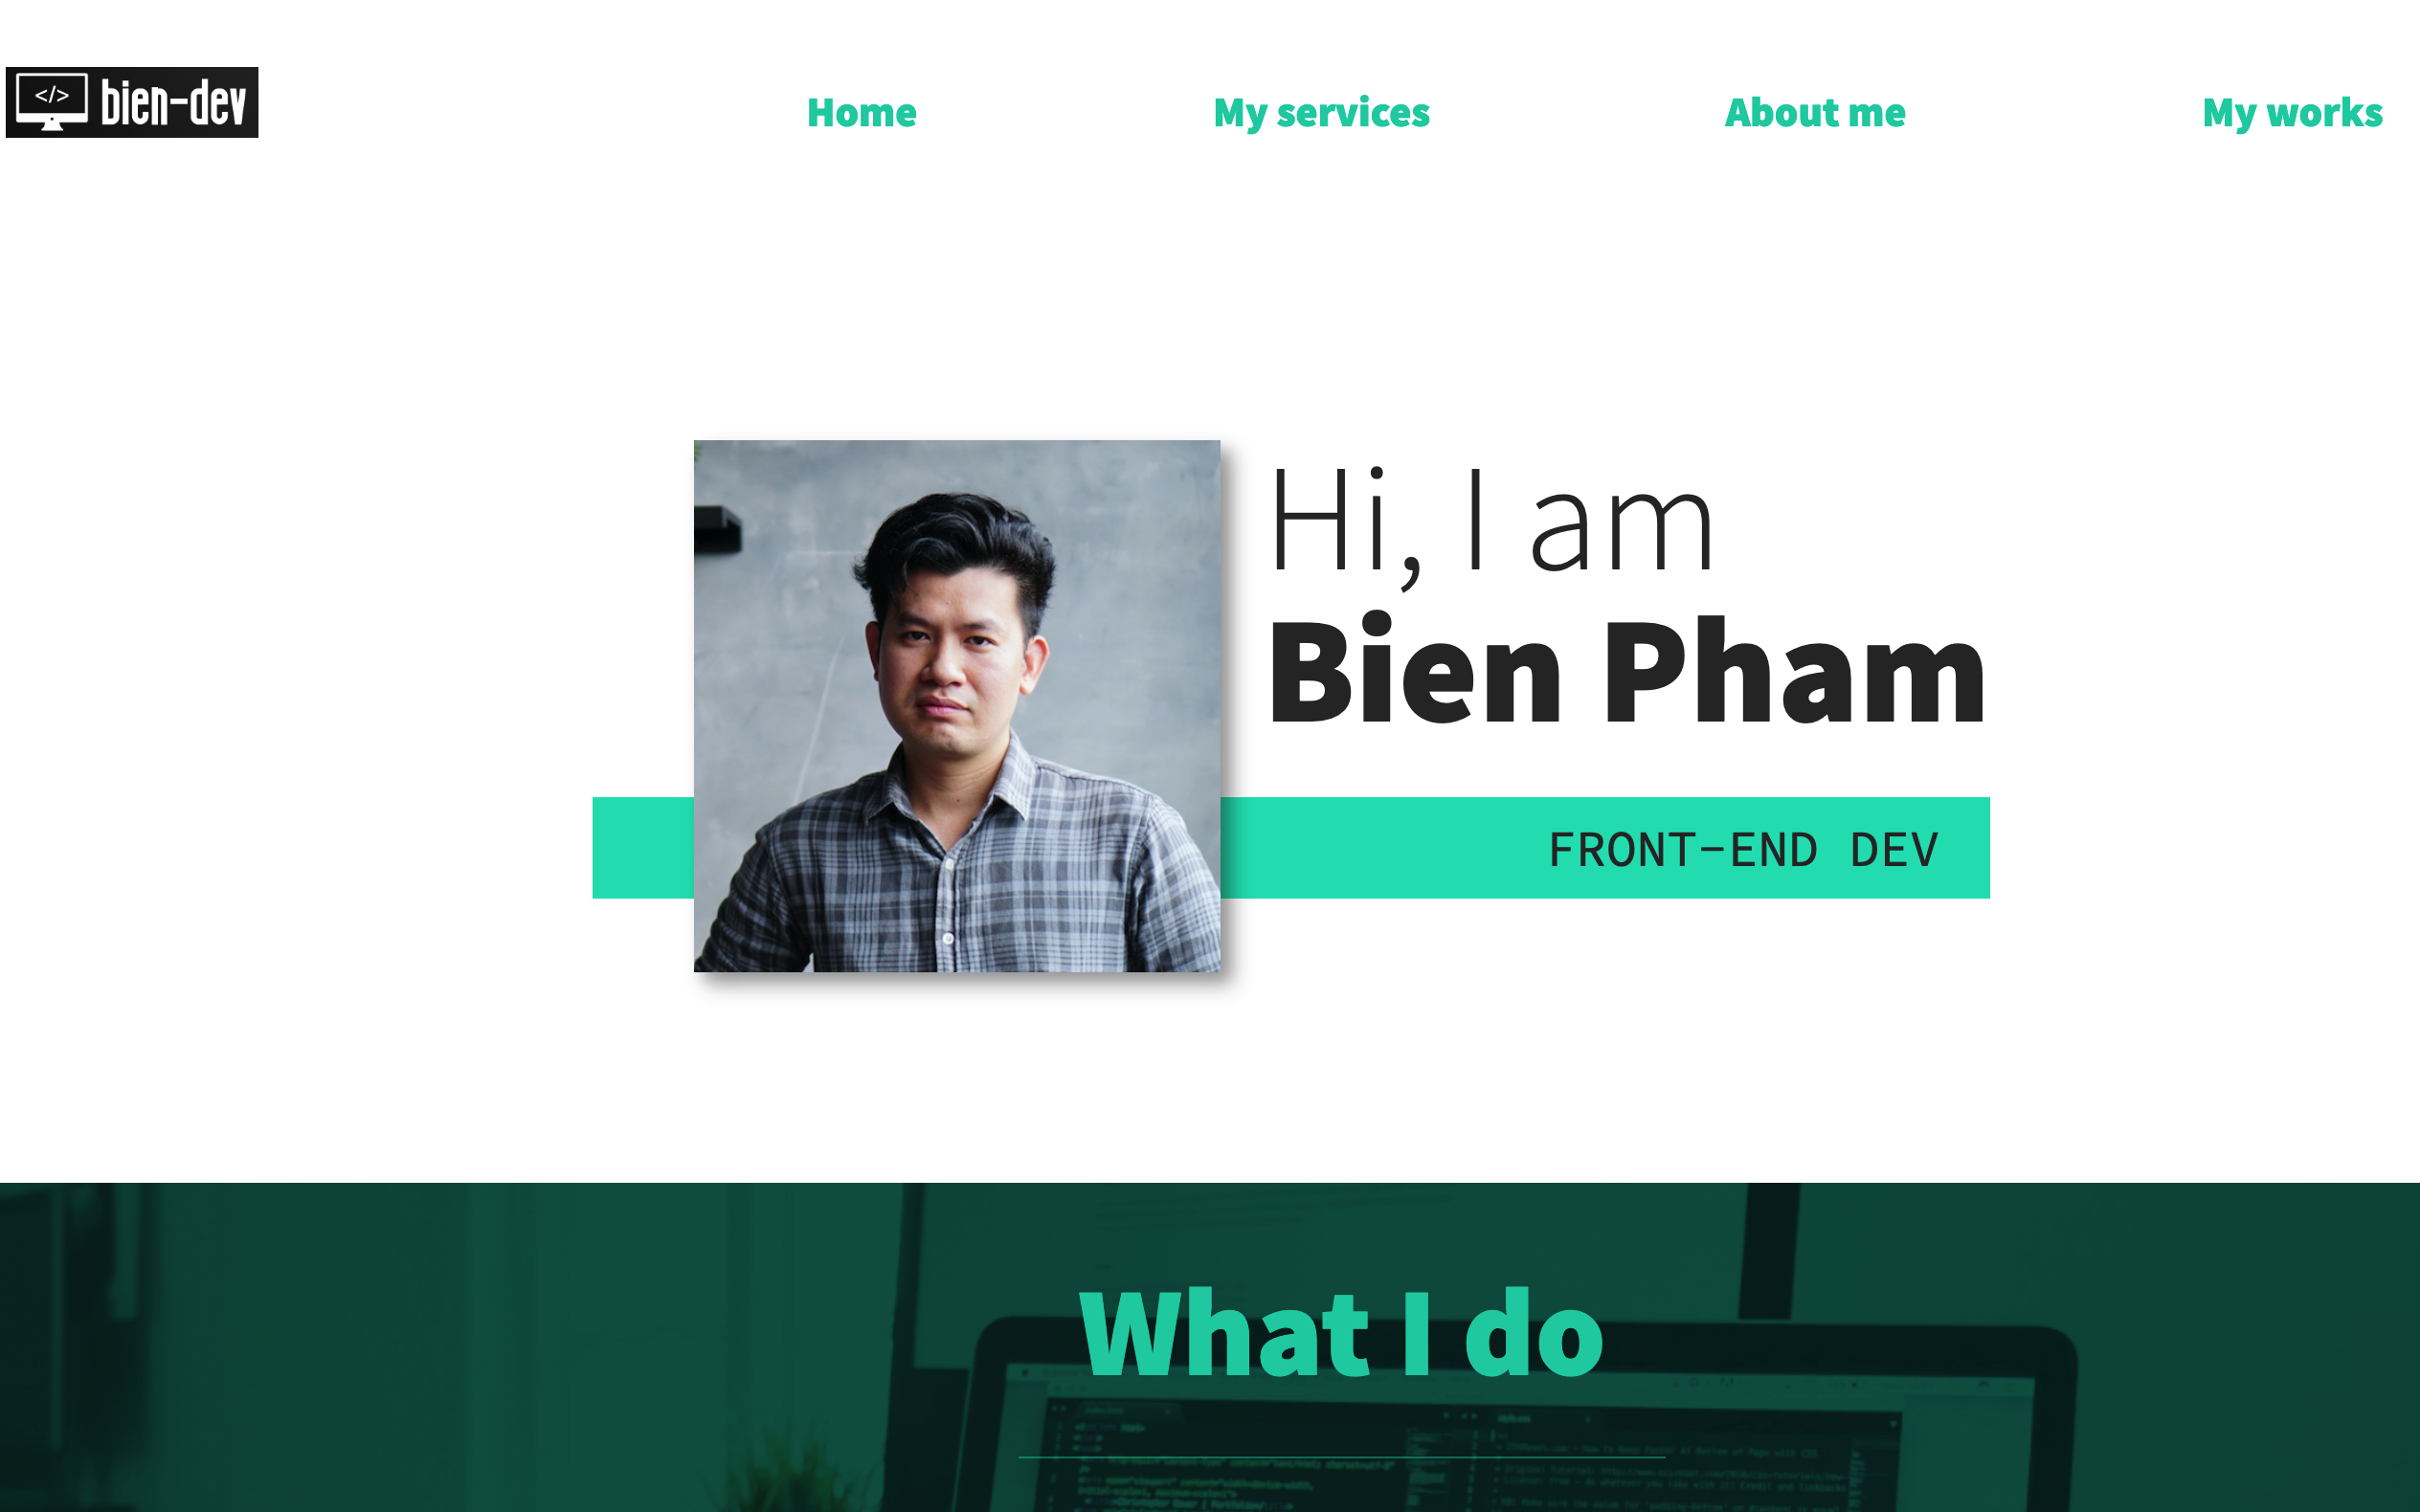 </> bien-dev
Home
My services
About me
My works
Hi, I am
Bien Pham
FRONT-END DEV
What I do